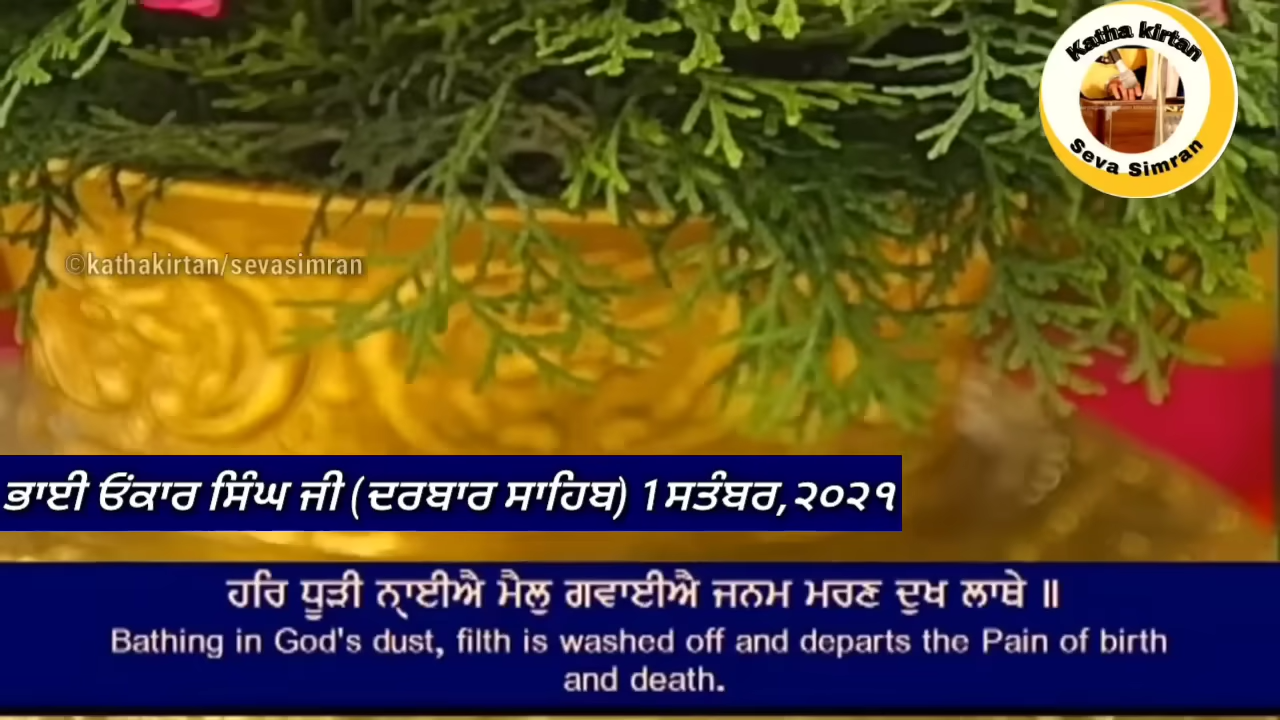 Katha kirtan
Seva Simran
©kathakirtan/sevasimran
ਭਾਈ ਓਂਕਾਰ ਸਿੰਘ ਜੀ (ਦਰਬਾਰ ਸਾਹਿਬ) 1 ਸਤੰਬਰ,੨੦੨੧
ਹਰਿ ਧੂੜੀ ਨ੍ਹਾਈਐ ਮੈਲੁ ਗਵਾਈਐ ਜਨਮ ਮਰਣ ਦੁਖ ਲਾਥੇ ॥
Bathing in God's dust, filth is washed off and departs the Pain of birth
and death.